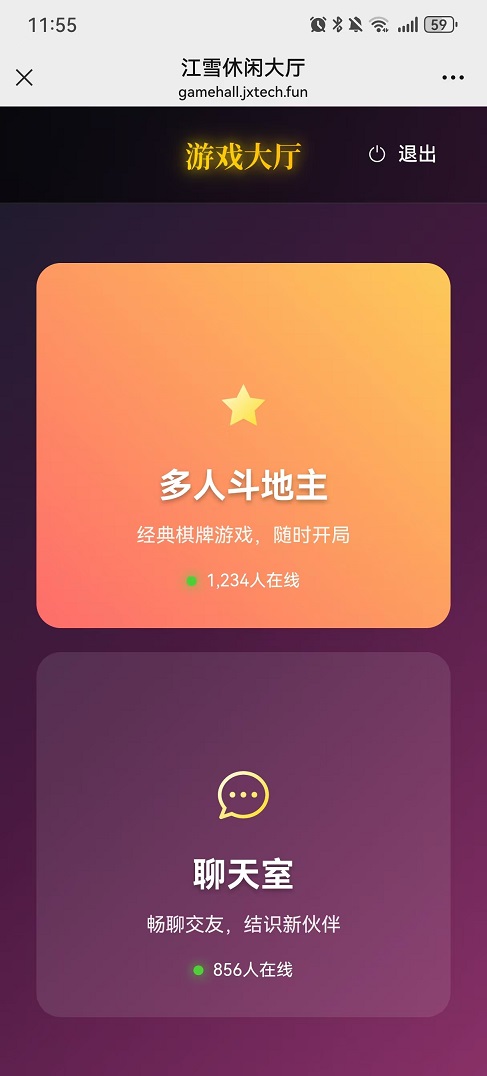 11:55
59
江雪休闲大厅
gamehall.jxtech.fun
游戏大厅
退出
多人斗地主
经典棋牌游戏，随时开局
1,234人在线
聊天室
畅聊交友，结识新伙伴
856人在线